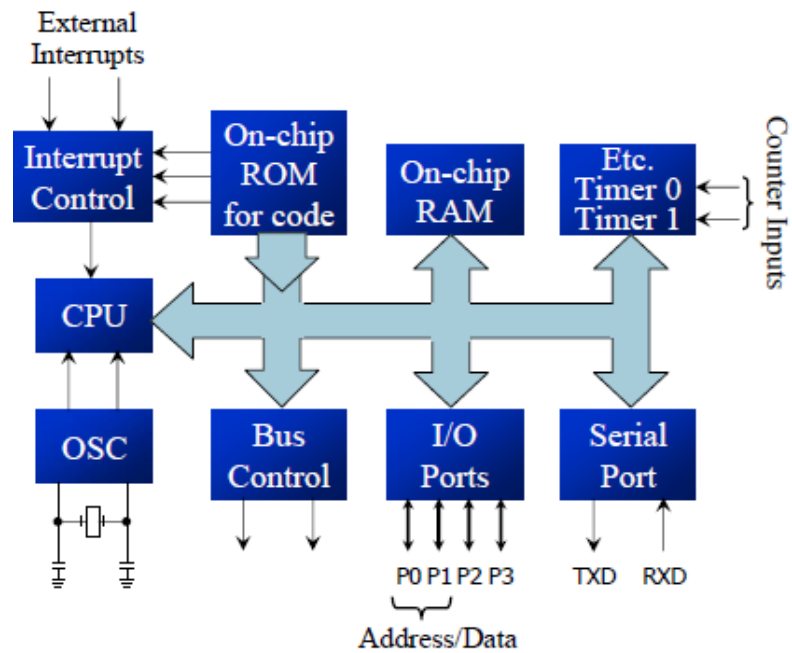 External
Interrupts
Interrupt
Control
On-chip
ROM
for code
On-chip
RAM
Etc.
Timer 0
Timer 1
Counter Inputs
CPU
OSC
Bus
Control
I/O
Ports
Serial
Port
P0 P1 P2 P3
TXD RXD
Address/Data